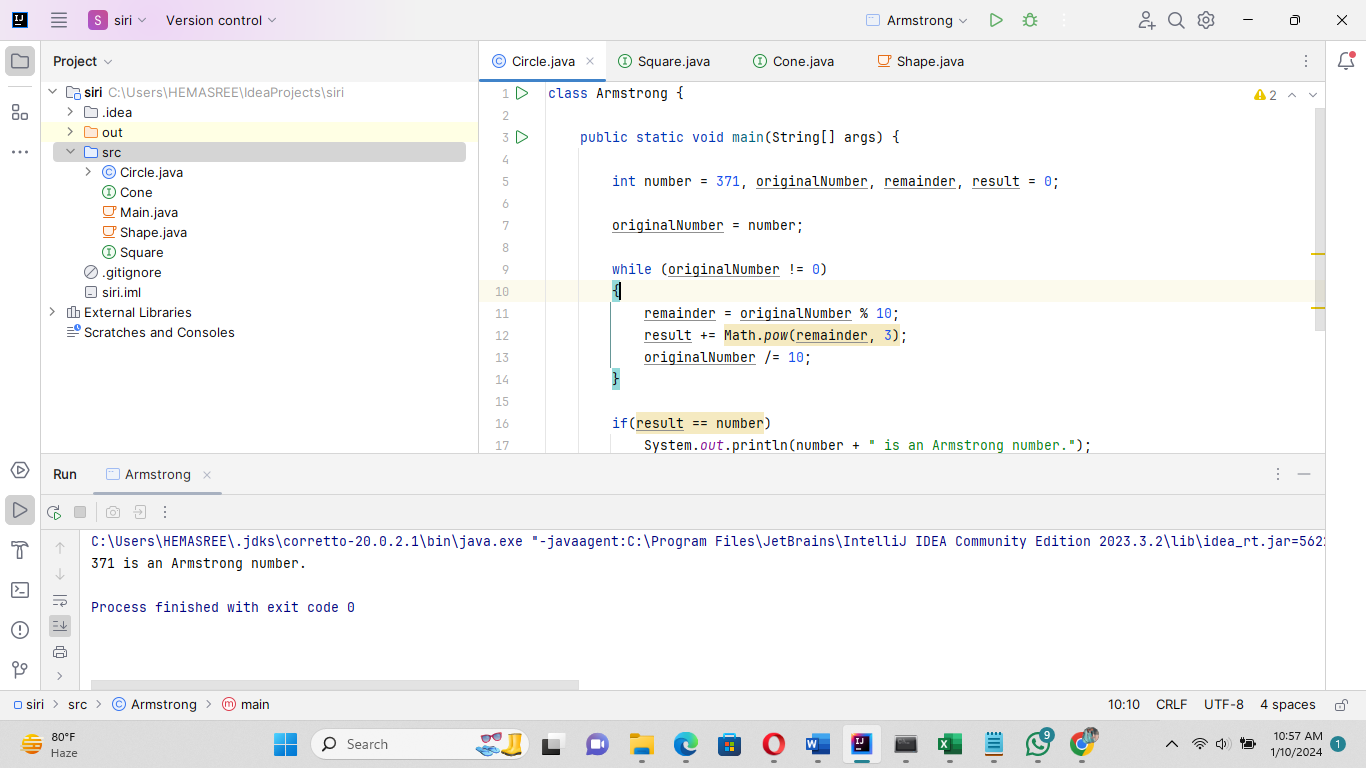 S siri Version control Armstrong
Project
Circle.java Square.java Cone.java Shape.java
siri C:\Users\HEMASREE\IdeaProjects\siri
.idea
out
src
Circle.java
Cone
Main.java
Shape.java
Square
.gitignore
siri.iml
External Libraries
Scratches and Consoles
2
1 class Armstrong {
2
3 public static void main(String[] args) {
4
5 int number = 371, originalNumber, remainder, result = 0;
6
7 originalNumber = number;
8
9 while (originalNumber != 0)
10 {
11 remainder = originalNumber % 10;
12 result += Math.pow(remainder, 3);
13 originalNumber /= 10;
14 }
15
16 if(result == number)
17 System.out.println(number + " is an Armstrong number.");
Run Armstrong
C:\Users\HEMASREE\.jdks\corretto-20.0.2.1\bin\java.exe "-javaagent:C:\Program Files\JetBrains\IntelliJ IDEA Community Edition 2023.3.2\lib\idea_rt.jar=562
371 is an Armstrong number.
Process finished with exit code 0
siri src Armstrong main 10:10 CRLF UTF-8 4 spaces
80°F
Haze
Search
9
10:57 AM
1/10/2024
1